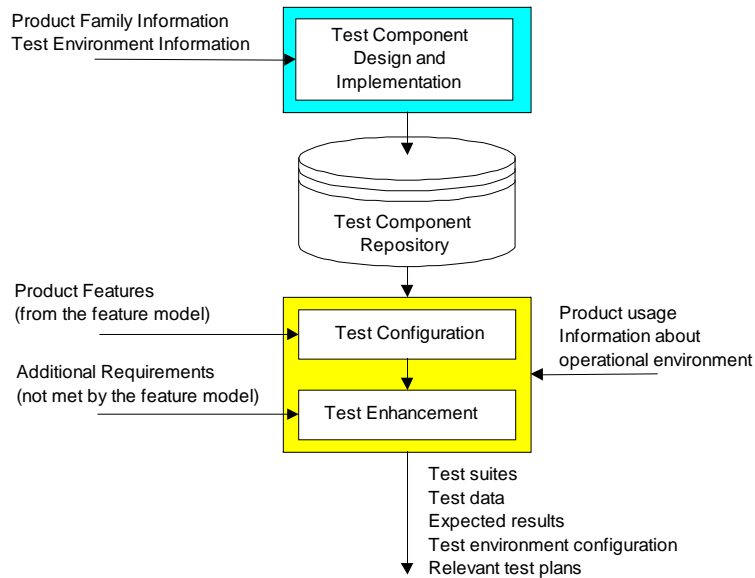 Product Family Information
Test Environment Information
Test Component
Design and
Implementation
Test Component
Repository
Product Features
(from the feature model)
Test Configuration
Product usage
Information about
operational environment
Additional Requirements
(not met by the feature model)
Test Enhancement
Test suites
Test data
Expected results
Test environment configuration
Relevant test plans